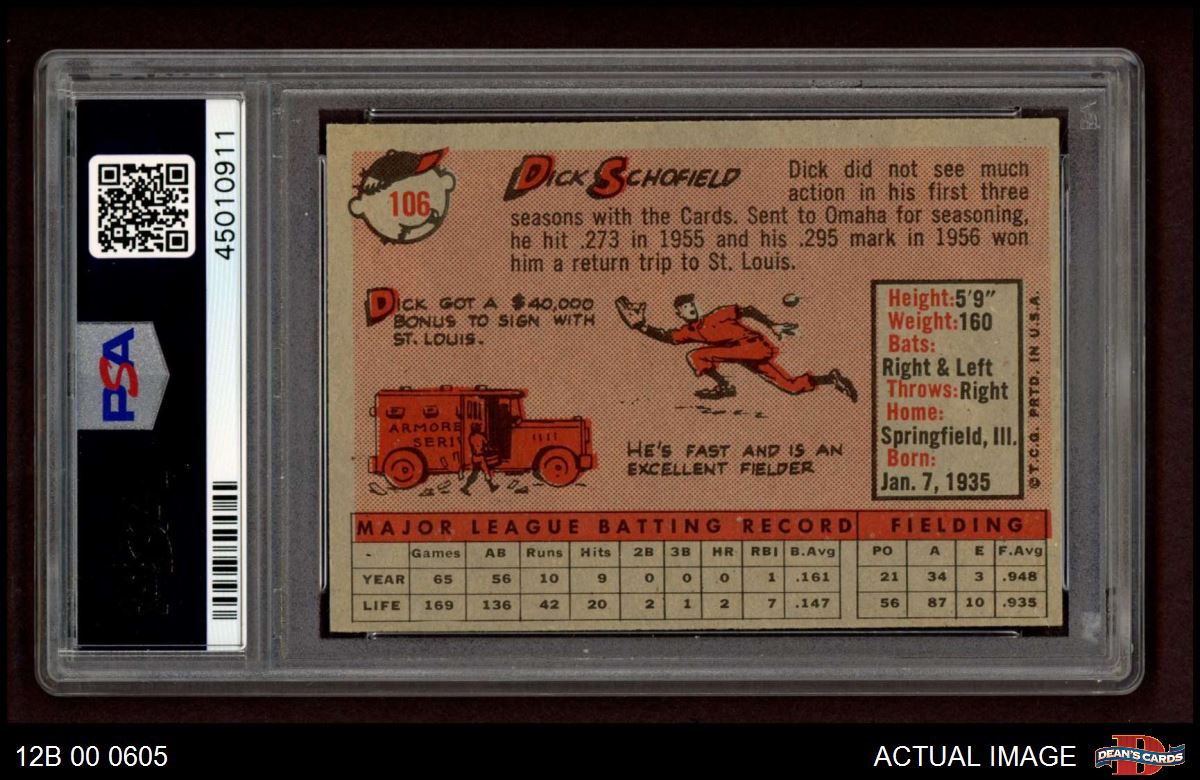 45010911
PSA
106
DICK SCHOFIELD
Dick did not see much
action in his first three
seasons with the Cards. Sent to Omaha for seasoning,
he hit .273 in 1955 and his .295 mark in 1956 won
him a return trip to St. Louis.
DICK GOT A $40,000
BONUS TO SIGN WITH
ST. LOUIS.
ARMORE
SERI
HE'S FAST AND IS AN
EXCELLENT FIELDER
Height: 5'9"
Weight: 160
Bats:
Right & Left
Throws: Right
Home:
Springfield, Ill.
Born:
Jan. 7, 1935
© T.C.G. PRTD. IN U.S.A.
MAJOR LEAGUE BATTING RECORD FIELDING
- Games AB Runs Hits 2B 3B HR RBI B.Avg PO A E F.Avg
YEAR 65 56 10 9 0 0 0 1 .161 21 34 3 .948
LIFE 169 136 42 20 2 1 2 7 .147 56 87 10 .935
12B 00 0605
ACTUAL IMAGE
DEAN'S CARDS